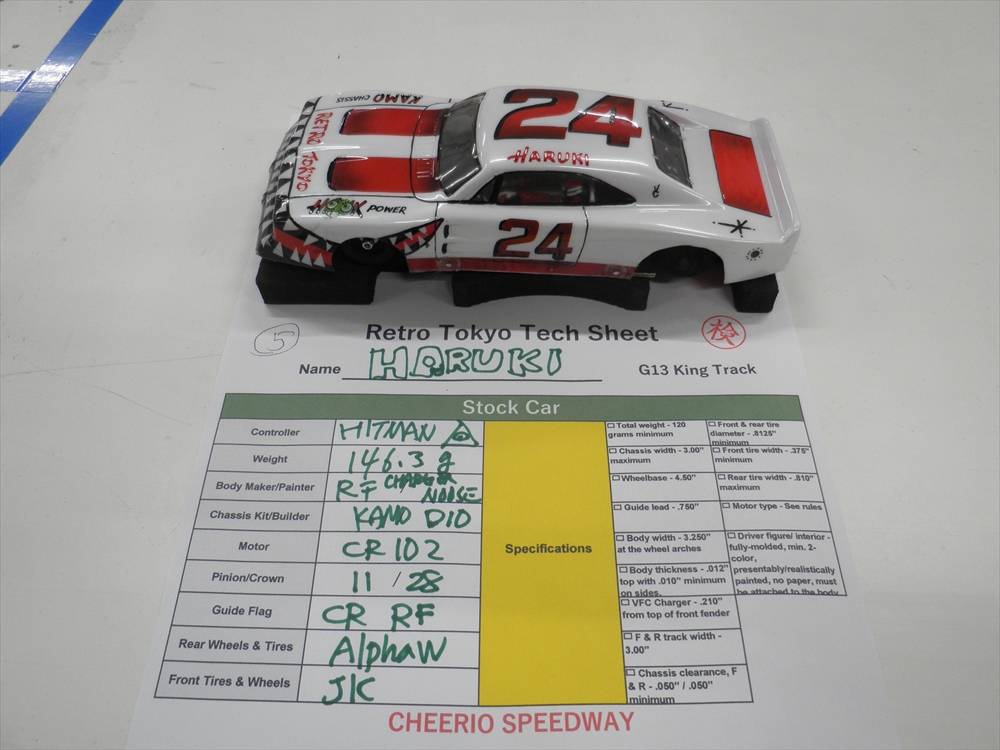 KAMO CHASSIS
RETRO TOKYO
24
HARUKI
MOON POWER
24
5
Retro Tokyo Tech Sheet
検
Name HARUKI
G13 King Track
Stock Car
Controller HITMAN
Weight 146.3 g
Body Maker/Painter RF CHARGER
Chassis Kit/Builder KAMO D10
Motor CR 102
Pinion/Crown 11 / 28
Guide Flag CR RF
Rear Wheels & Tires AlphaW
Front Tires & Wheels JK
Specifications
Total weight - 120
grams minimum
Chassis width - 3.00"
maximum
Wheelbase - 4.50"
Guide lead - .750"
Body width - 3.250"
at the wheel arches
Body thickness - .012"
top with .010" minimum
on sides.
VFC Charger - .210"
from top of front fender
F & R track width -
3.00"
Chassis clearance, F
& R - .050" / .050"
minimum
Front & rear tire
diameter - .8125"
minimum
Front tire width - .375"
minimum
Rear tire width - .810"
maximum
Motor type - See rules
Driver figure/ interior -
fully-molded, min. 2-
color,
presentably/realistically
painted, no paper, must
be attached to the body
CHEERIO SPEEDWAY